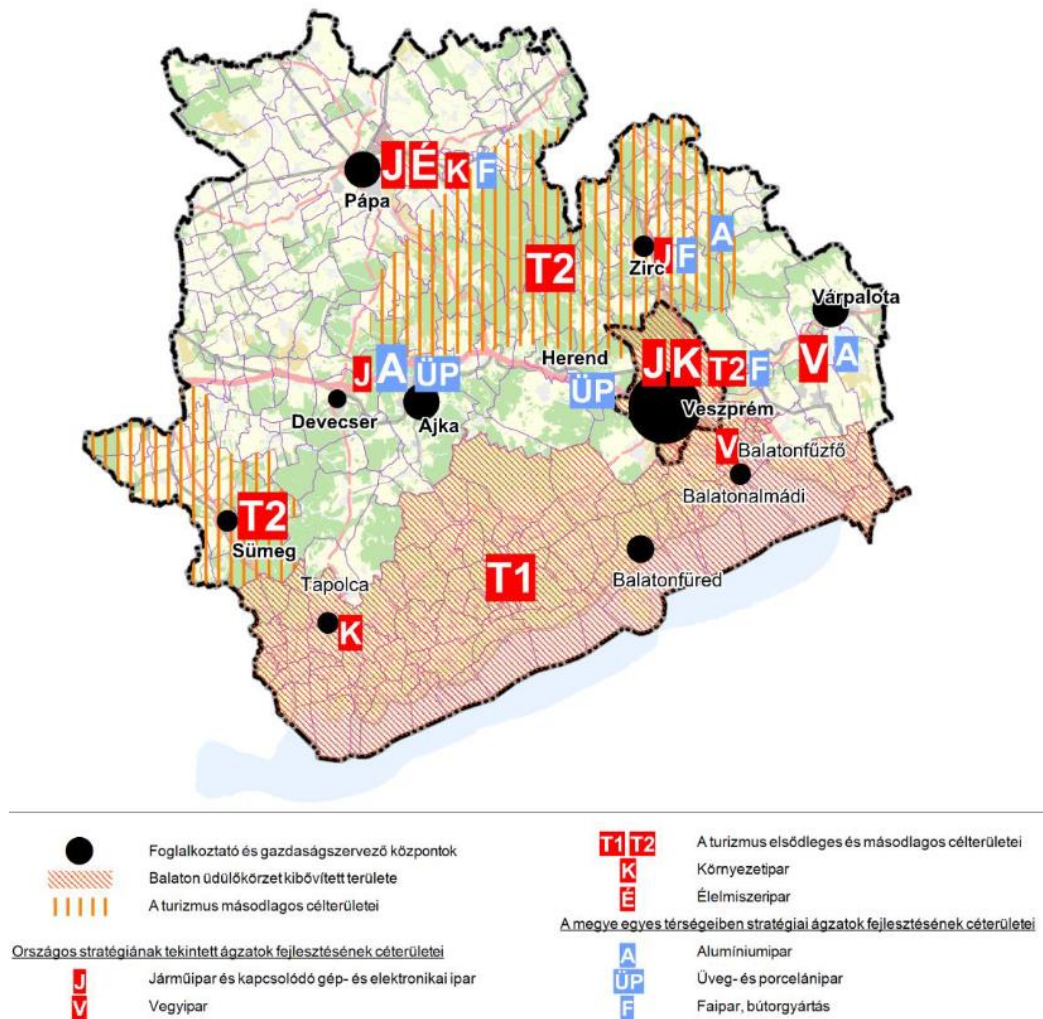 J É K F
Pápa
T2
A
Zirc
J F
Várpalota
Herend
J K T2 F
V A
J A ÜP
ÜP
Devecser
Ajka
Veszprém
V Balatonfűzfő
Balatonalmádi
T2
Sümeg
T1
Balatonfüred
Tapolca
K
Foglalkoztató és gazdaságszervező központok
Balaton üdülőkörzet kibővített területe
A turizmus másodlagos célterületei
Országos stratégiának tekintett ágzatok fejlesztésének céterületei
J Járműipar és kapcsolódó gép- és elektronikai ipar
V Vegyipar
T1 T2 A turizmus elsődleges és másodlagos célterületei
K Környezetipar
É Élelmiszeripar
A megye egyes térségeiben stratégiai ágzatok fejlesztésének céterületei
A Alumíniumipar
ÜP Üveg- és porcelánipar
F Faipar, bútorgyártás